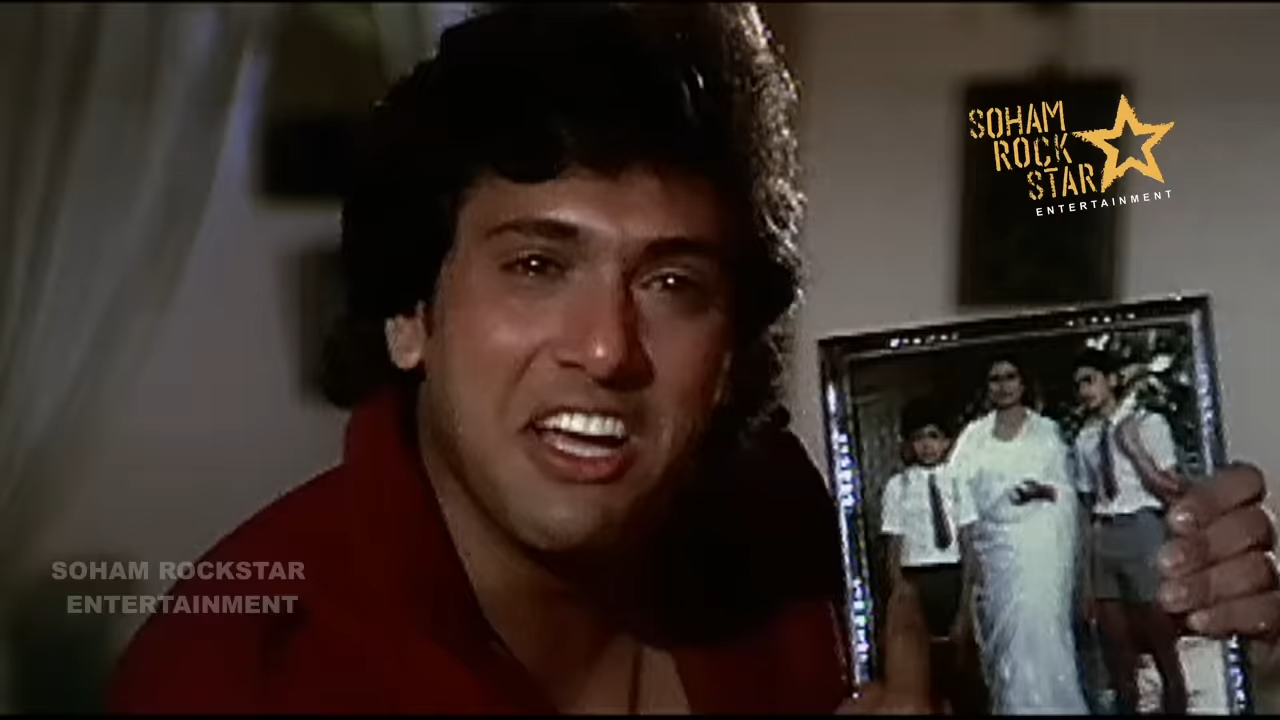 SOHAM
ROCK
STAR
ENTERTAINMENT
SOHAM ROCKSTAR
ENTERTAINMENT